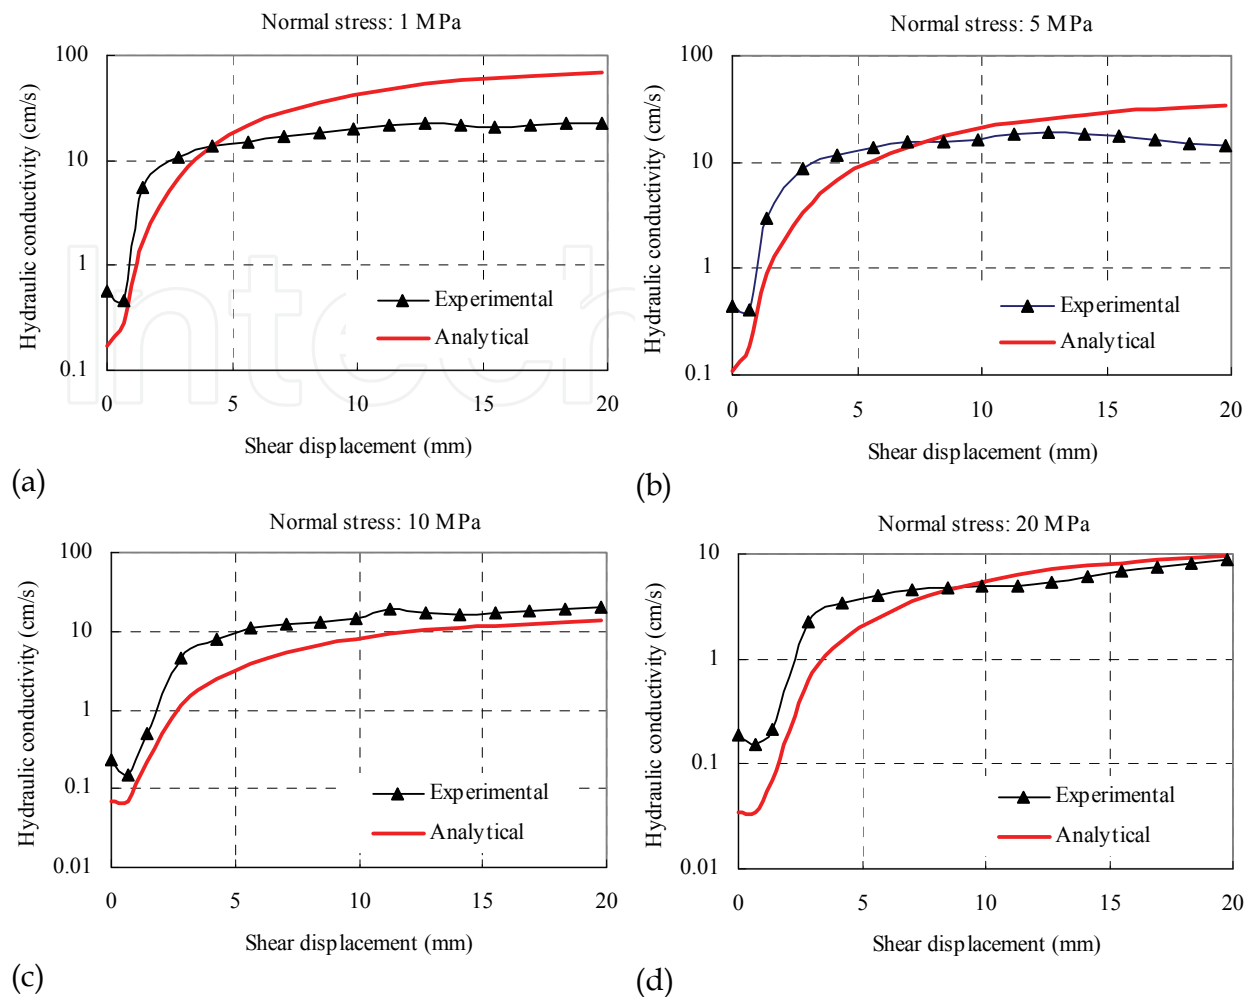 Normal stress: 1 MPa
Hydraulic conductivity (cm/s)
100
10
1
0.1
0 5 10 15 20
Shear displacement (mm)
Experimental
Analytical
(a)
Normal stress: 5 MPa
Hydraulic conductivity (cm/s)
100
10
1
0.1
0 5 10 15 20
Shear displacement (mm)
Experimental
Analytical
(b)
Normal stress: 10 MPa
Hydraulic conductivity (cm/s)
100
10
1
0.1
0.01
0 5 10 15 20
Shear displacement (mm)
Experimental
Analytical
(c)
Normal stress: 20 MPa
Hydraulic conductivity (cm/s)
10
1
0.1
0.01
0 5 10 15 20
Shear displacement (mm)
Experimental
Analytical
(d)